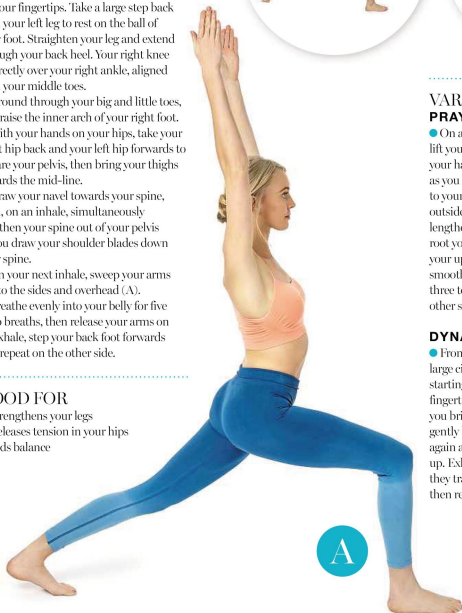 our fingertips. Take a large step back
your left leg to rest on the ball of
foot. Straighten your leg and extend
ugh your back heel. Your right knee
rectly over your right ankle, aligned
your middle toes.
round through your big and little toes,
raise the inner arch of your right foot.
ith your hands on your hips, take your
t hip back and your left hip forwards to
are your pelvis, then bring your thighs
ards the mid-line.
raw your navel towards your spine,
, on an inhale, simultaneously
then your spine out of your pelvis
ou draw your shoulder blades down
r spine.
n your next inhale, sweep your arms
to the sides and overhead (A).
reathe evenly into your belly for five
p breaths, then release your arms on
xhale, step your back foot forwards
repeat on the other side.
OOD FOR
rengthens your legs
eleases tension in your hips
ds balance
A
VAR
PRAY
● On a
lift you
your ha
as you
to your
outside
length
root yo
your up
smooth
three t
other s
DYNA
● From
large ci
starting
fingert
you bri
gently
again a
up. Exl
they tra
then re